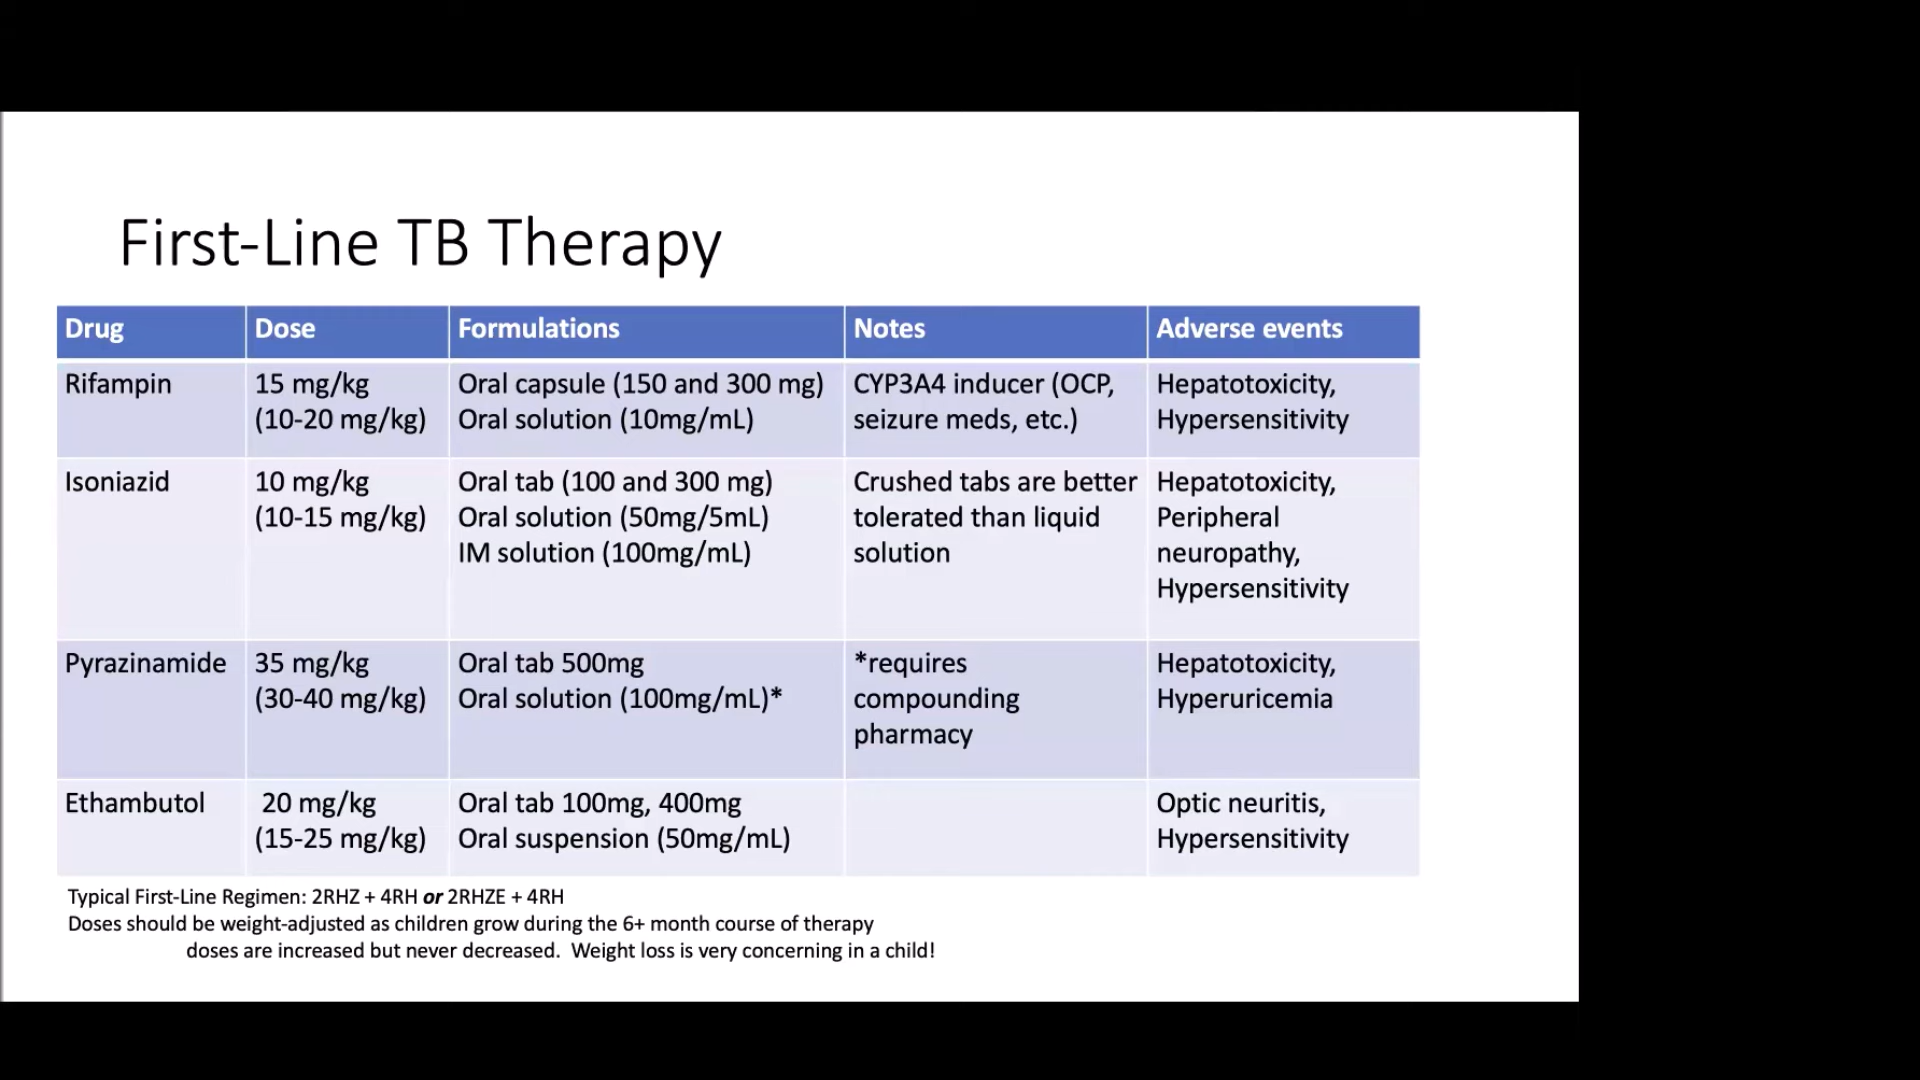 First-Line TB Therapy
Drug Dose Formulations Notes Adverse events
Rifampin 15 mg/kg Oral capsule (150 and 300 mg) CYP3A4 inducer (OCP, Hepatotoxicity,
(10-20 mg/kg) Oral solution (10mg/mL) seizure meds, etc.) Hypersensitivity
Isoniazid 10 mg/kg Oral tab (100 and 300 mg) Crushed tabs are better Hepatotoxicity,
(10-15 mg/kg) Oral solution (50mg/5mL) tolerated than liquid Peripheral
IM solution (100mg/mL) solution neuropathy,
Hypersensitivity
Pyrazinamide 35 mg/kg Oral tab 500mg *requires Hepatotoxicity,
(30-40 mg/kg) Oral solution (100mg/mL)* compounding Hyperuricemia
pharmacy
Ethambutol 20 mg/kg Oral tab 100mg, 400mg Optic neuritis,
(15-25 mg/kg) Oral suspension (50mg/mL) Hypersensitivity
Typical First-Line Regimen: 2RHZ + 4RH or 2RHZE + 4RH
Doses should be weight-adjusted as children grow during the 6+ month course of therapy
doses are increased but never decreased. Weight loss is very concerning in a child!